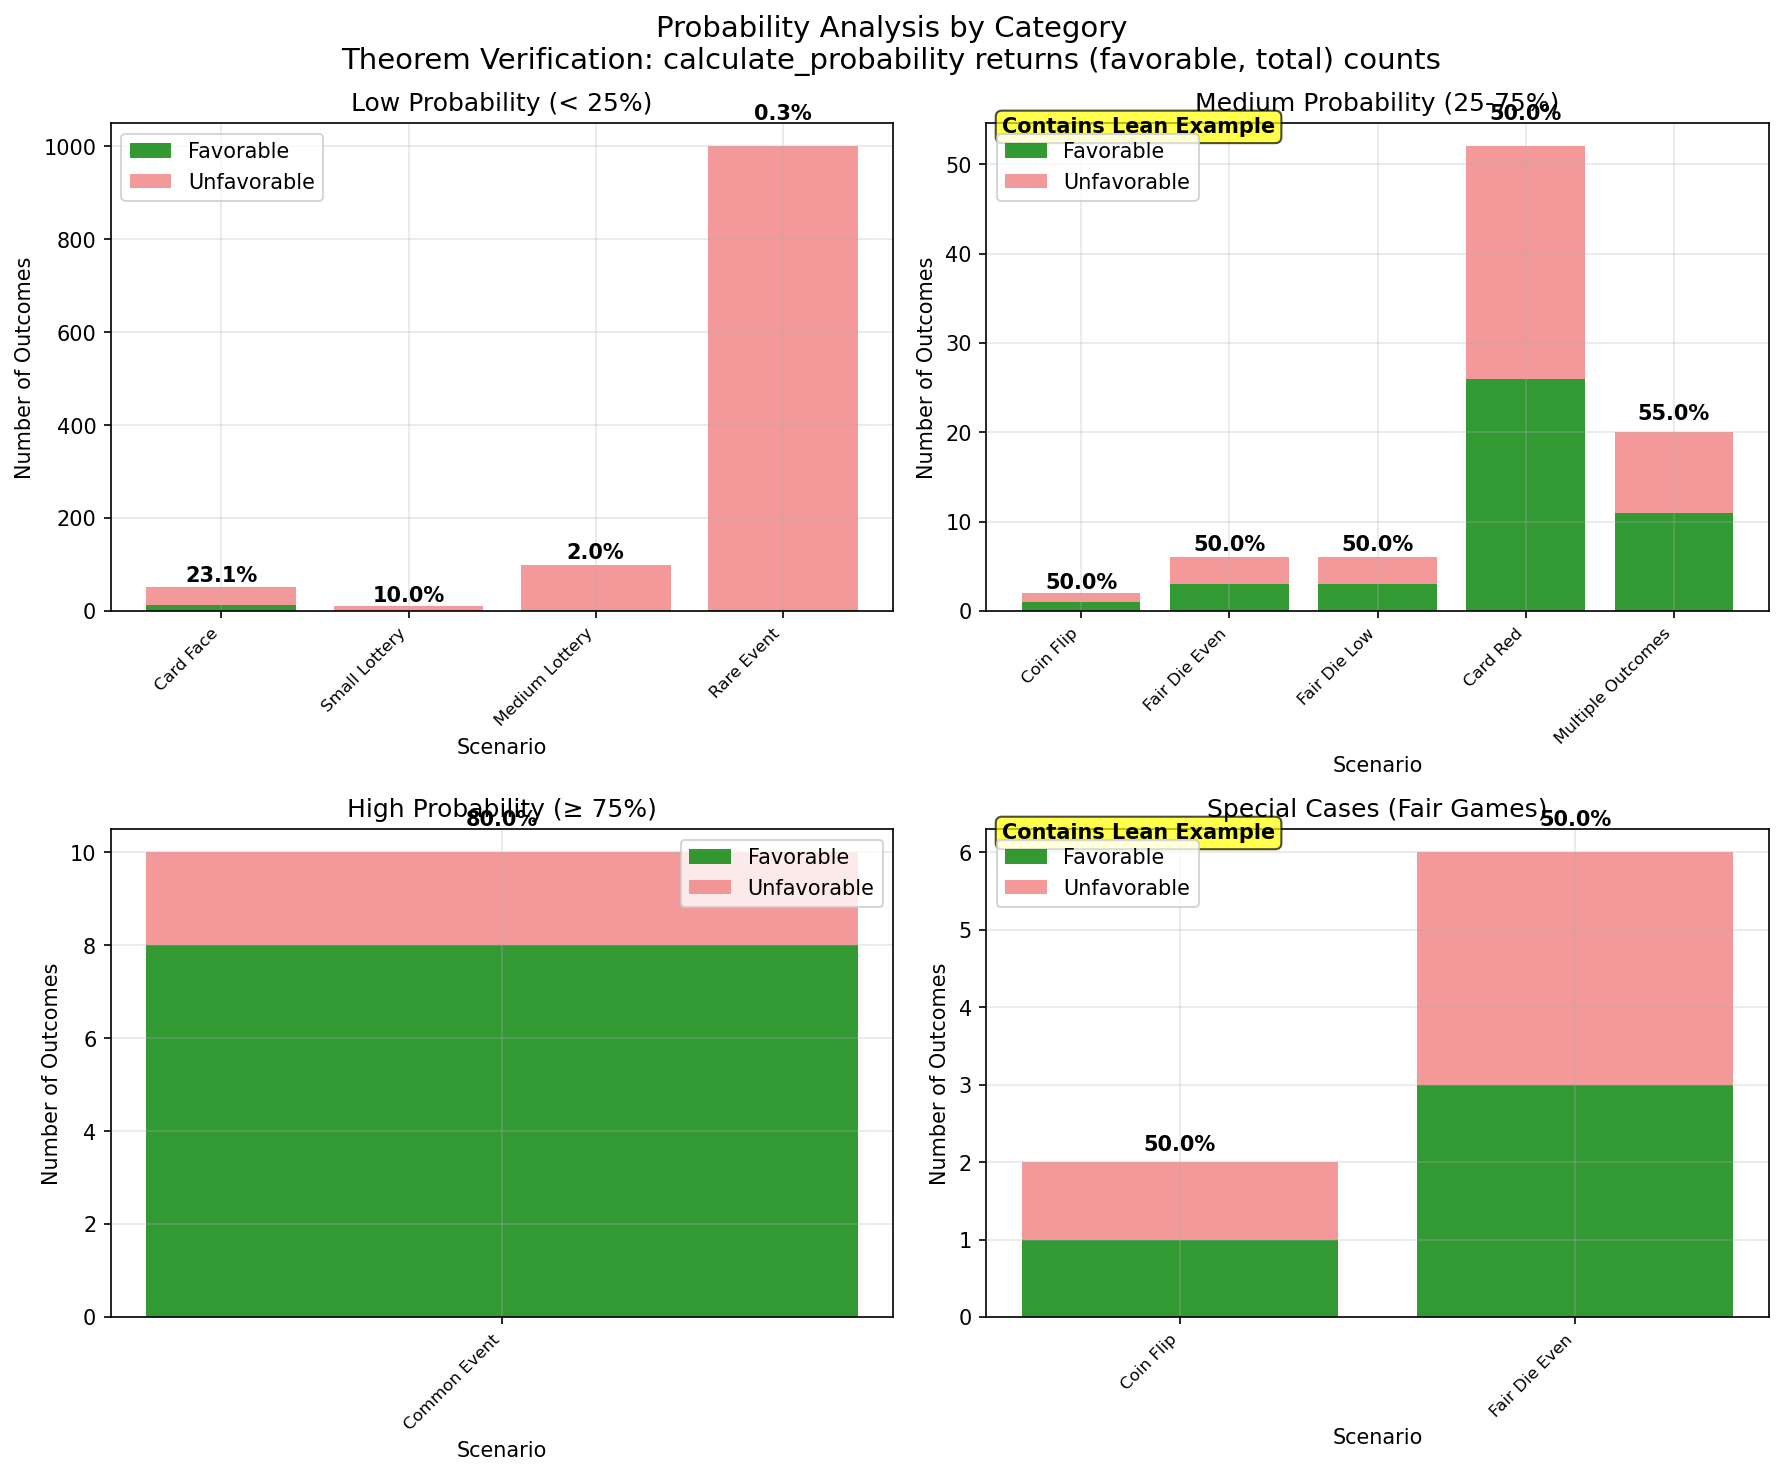 Probability Analysis by Category
Theorem Verification: calculate_probability returns (favorable, total) counts
Low Probability (< 25%)
0.3%
1000
800
600
400
200
0
Number of Outcomes
Favorable
Unfavorable
23.1%
10.0%
2.0%
Card Face
Small Lottery
Medium Lottery
Rare Event
Scenario
Medium Probability (25-75%)
50.0%
Contains Lean Example
Favorable
Unfavorable
50
40
30
20
10
0
Number of Outcomes
50.0%
50.0%
50.0%
55.0%
Coin Flip
Fair Die Even
Fair Die Low
Card Red
Multiple Outcomes
Scenario
High Probability (≥ 75%)
80.0%
10
8
6
4
2
0
Number of Outcomes
Favorable
Unfavorable
Common Event
Scenario
Special Cases (Fair Games)
50.0%
Contains Lean Example
Favorable
Unfavorable
6
5
4
3
2
1
0
Number of Outcomes
50.0%
Coin Flip
Fair Die Even
Scenario